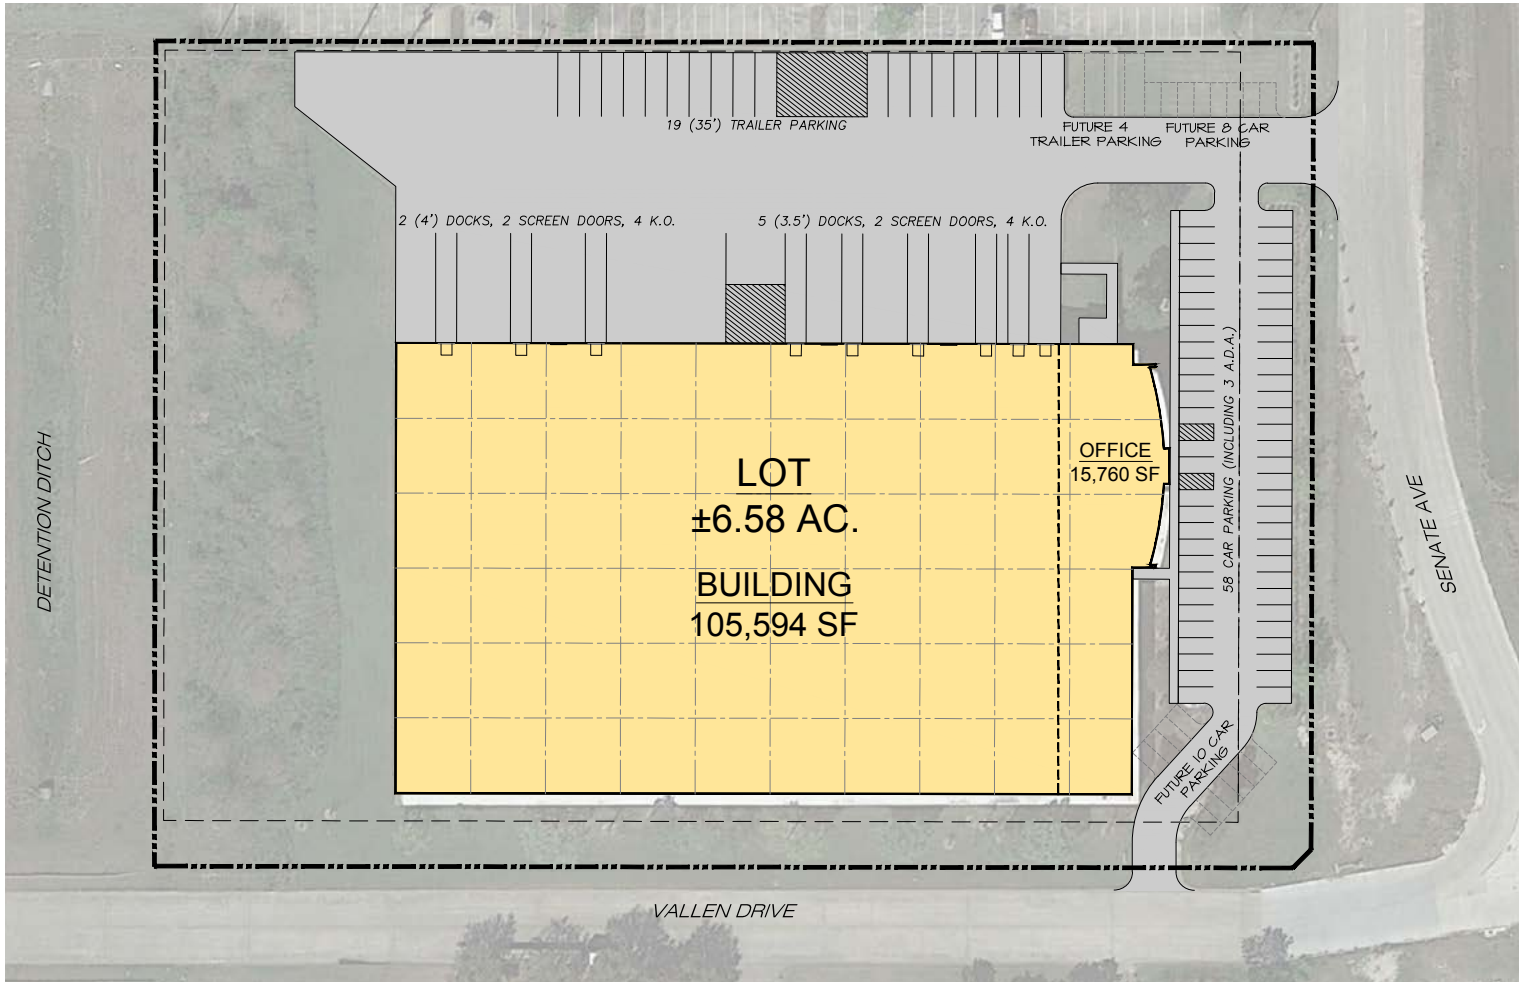 19 (35') TRAILER PARKING
FUTURE 4
TRAILER PARKING
FUTURE 8 CAR
PARKING
2 (4') DOCKS, 2 SCREEN DOORS, 4 K.O.
5 (3.5') DOCKS, 2 SCREEN DOORS, 4 K.O.
58 CAR PARKING (INCLUDING 3 A.D.A.)
OFFICE
15,760 SF
LOT
±6.58 AC.
BUILDING
105,594 SF
DETENTION DITCH
SENATE AVE
FUTURE 10 CAR
PARKING
VALLEN DRIVE